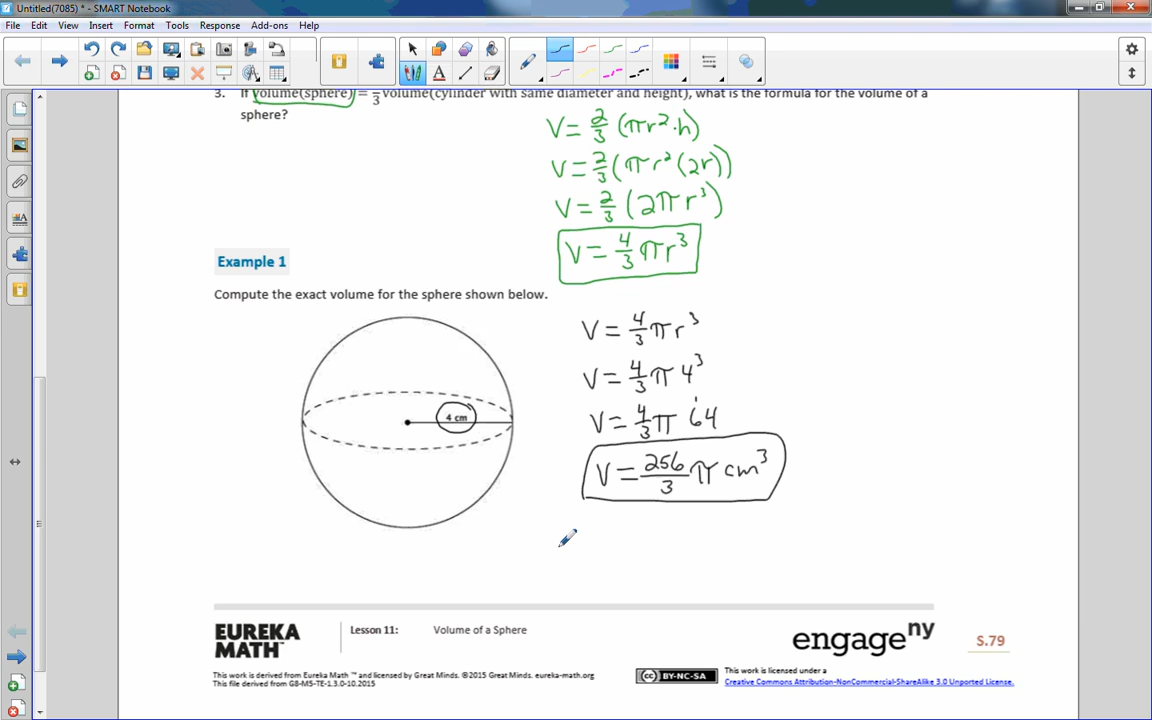 Untitled(7085) * - SMART Notebook
File Edit View Insert Format Tools Response Add-ons Help
3. If volume(sphere) = 2/3 volume(cylinder with same diameter and height), what is the formula for the volume of a
sphere?
V = 2/3 (πr²·h)
V = 2/3 (πr²(2r))
V = 2/3 (2πr³)
V = 4/3 πr³
Example 1
Compute the exact volume for the sphere shown below.
4 cm
V = 4/3 πr³
V = 4/3 π 4³
V = 4/3 π 64
V = 256/3 π cm³
EUREKA
MATH™
Lesson 11: Volume of a Sphere
engage ny
S.79
This work is derived from Eureka Math ™ and licensed by Great Minds. ©2015 Great Minds. eureka-math.org
This file derived from G8-M5-TE-1.3.0-10.2015
(cc) BY-NC-SA
This work is licensed under a
Creative Commons Attribution-NonCommercial-ShareAlike 3.0 Unported License.